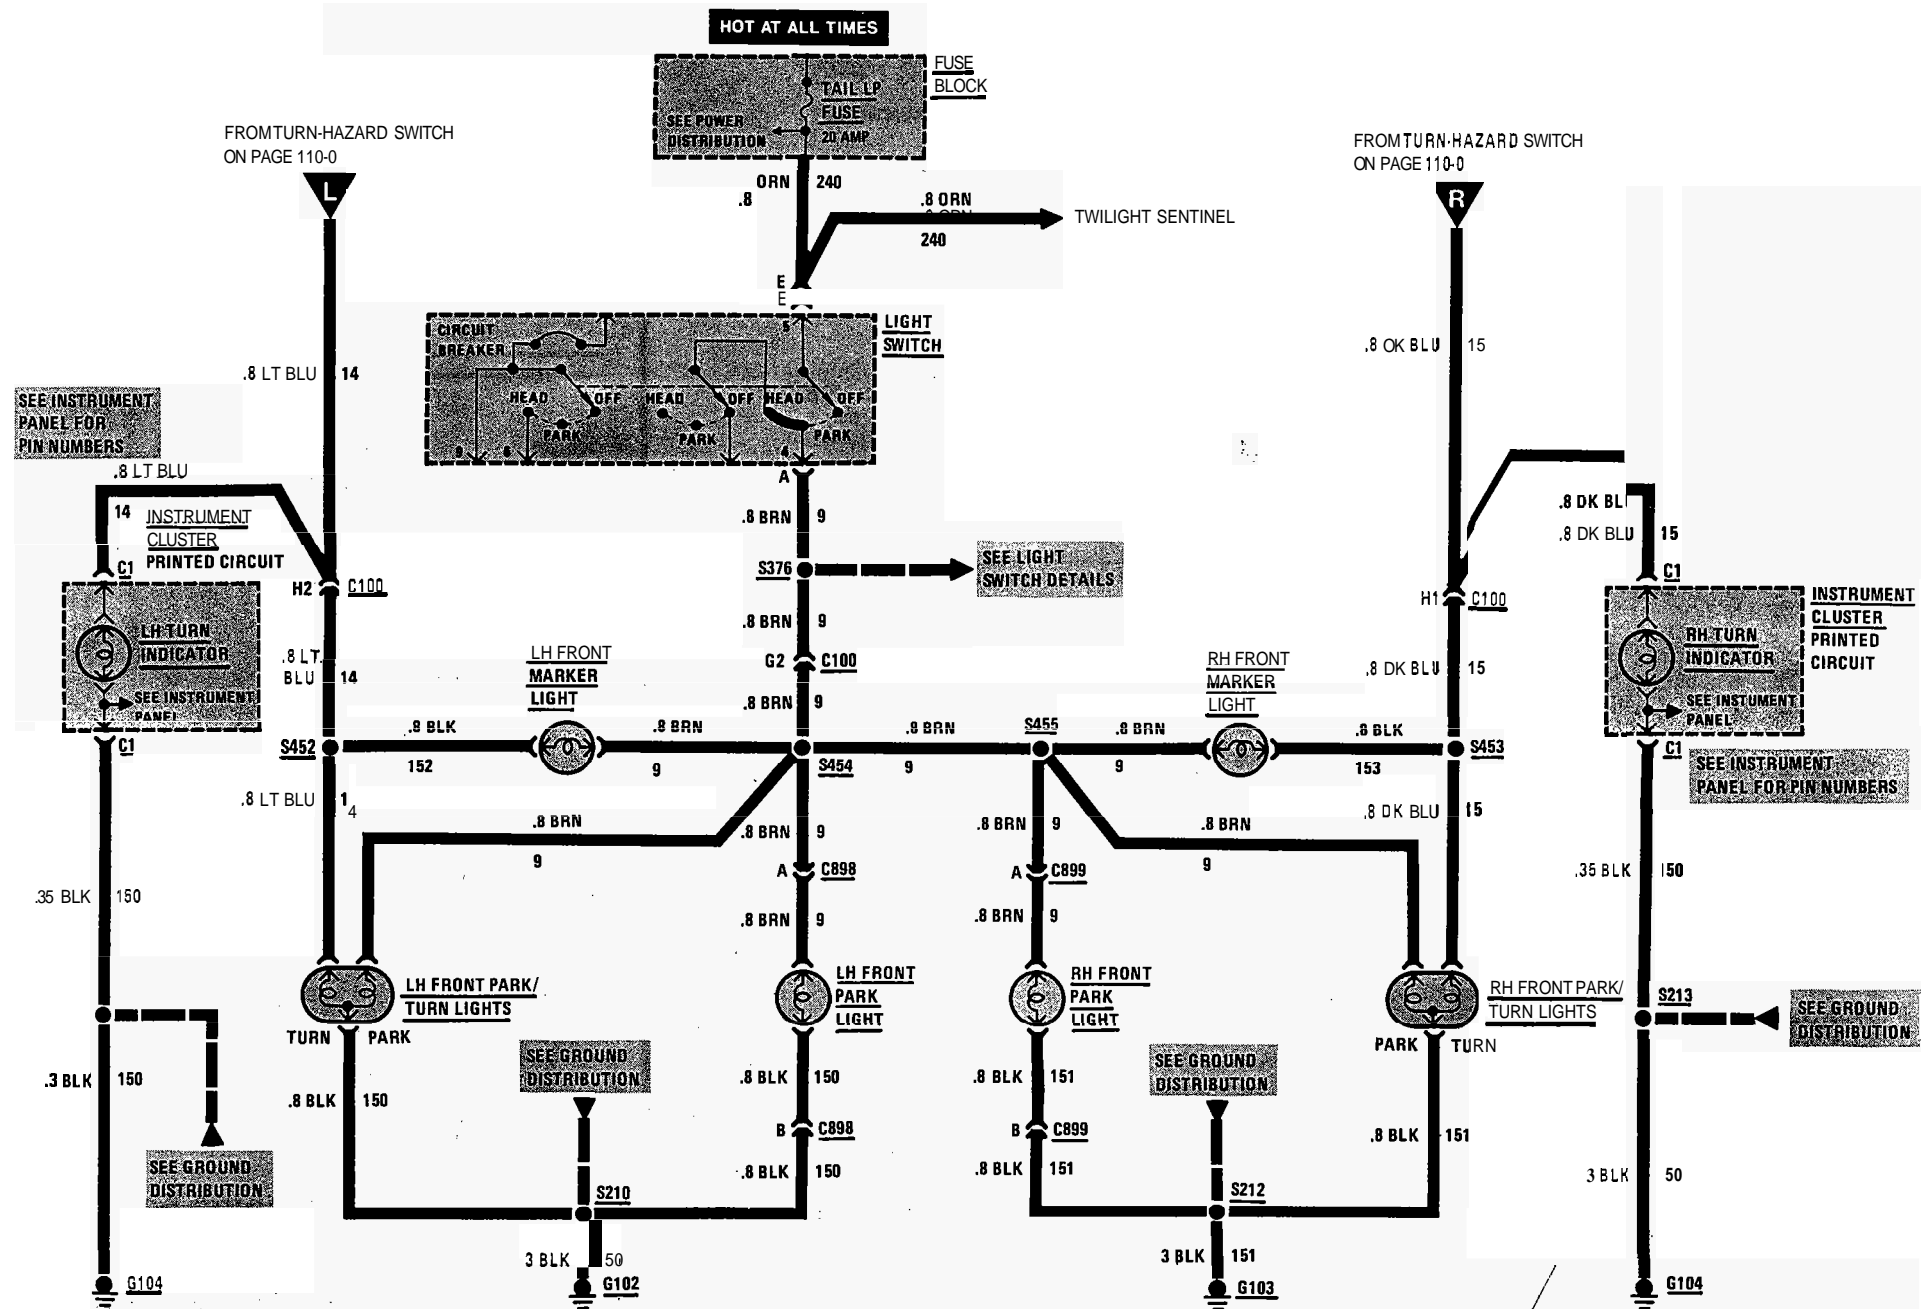 HOT AT ALL TIMES
FUSE
BLOCK
TAIL LP
FUSE
20 AMP
SEE POWER
DISTRIBUTION
FROM TURN-HAZARD SWITCH
ON PAGE 110-0
L
FROM TURN-HAZARD SWITCH
ON PAGE 110-0
R
ORN
.8
240
.8 ORN
240
TWILIGHT SENTINEL
E
E
LIGHT
SWITCH
CIRCUIT
BREAKER
5
HEAD
OFF
PARK
HEAD
OFF
PARK
HEAD
OFF
PARK
9
6
4
A
.8 LT BLU
14
.8 OK BLU
15
SEE INSTRUMENT
PANEL FOR
PIN NUMBERS
.8 LT BLU
14
INSTRUMENT
CLUSTER
PRINTED CIRCUIT
C1
H2
C100
.8 BRN
9
S376
SEE LIGHT
SWITCH DETAILS
.8 DK BL
.8 DK BLU
15
C1
H1
C100
INSTRUMENT
CLUSTER
PRINTED
CIRCUIT
LH TURN
INDICATOR
SEE INSTRUMENT
PANEL
C1
.8 LT.
BLU
14
.8 BRN
9
G2
C100
.8 BRN
9
LH FRONT
MARKER
LIGHT
RH FRONT
MARKER
LIGHT
.8 DK BLU
15
RH TURN
INDICATOR
SEE INSTUMENT
PANEL
C1
S452
.8 BLK
152
.8 BRN
9
S454
.8 BRN
9
S455
.8 BRN
9
.8 BLK
153
S453
SEE INSTRUMENT
PANEL FOR PIN NUMBERS
.8 LT BLU
1
4
.8 BRN
9
.8 BRN
9
.8 BRN
9
.8 BRN
9
.8 DK BLU
15
A
C898
A
C899
.35 BLK
150
.8 BRN
9
.8 BRN
9
.35 BLK
150
LH FRONT PARK/
TURN LIGHTS
TURN
PARK
LH FRONT
PARK
LIGHT
RH FRONT
PARK
LIGHT
RH FRONT PARK/
TURN LIGHTS
PARK
TURN
S213
SEE GROUND
DISTRIBUTION
.3 BLK
150
.8 BLK
150
SEE GROUND
DISTRIBUTION
.8 BLK
150
.8 BLK
151
SEE GROUND
DISTRIBUTION
.8 BLK
151
B
C898
B
C899
SEE GROUND
DISTRIBUTION
.8 BLK
150
.8 BLK
151
3 BLK
50
S210
S212
3 BLK
50
3 BLK
151
G104
G102
G103
G104